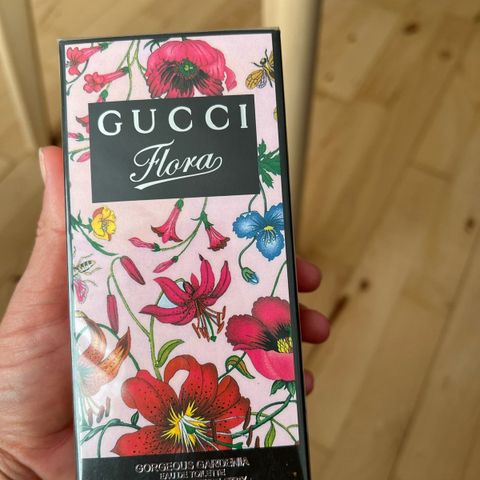 GUCCI
Flora
GORGEOUS GARDENIA
EAU DE TOILETTE